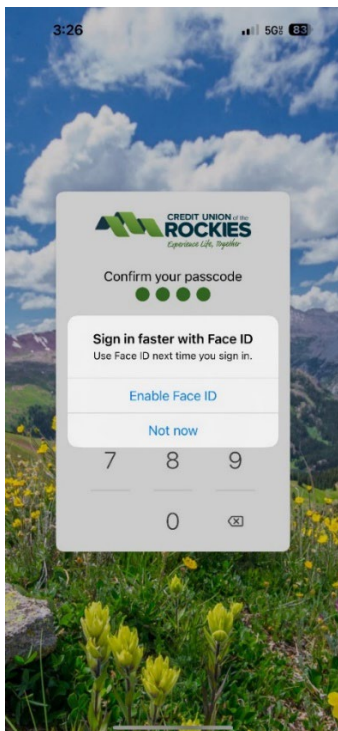 3:26
5G 83
CREDIT UNION of the
ROCKIES
Experience Life, Together
Confirm your passcode
Sign in faster with Face ID
Use Face ID next time you sign in.
Enable Face ID
Not now
7 8 9
0